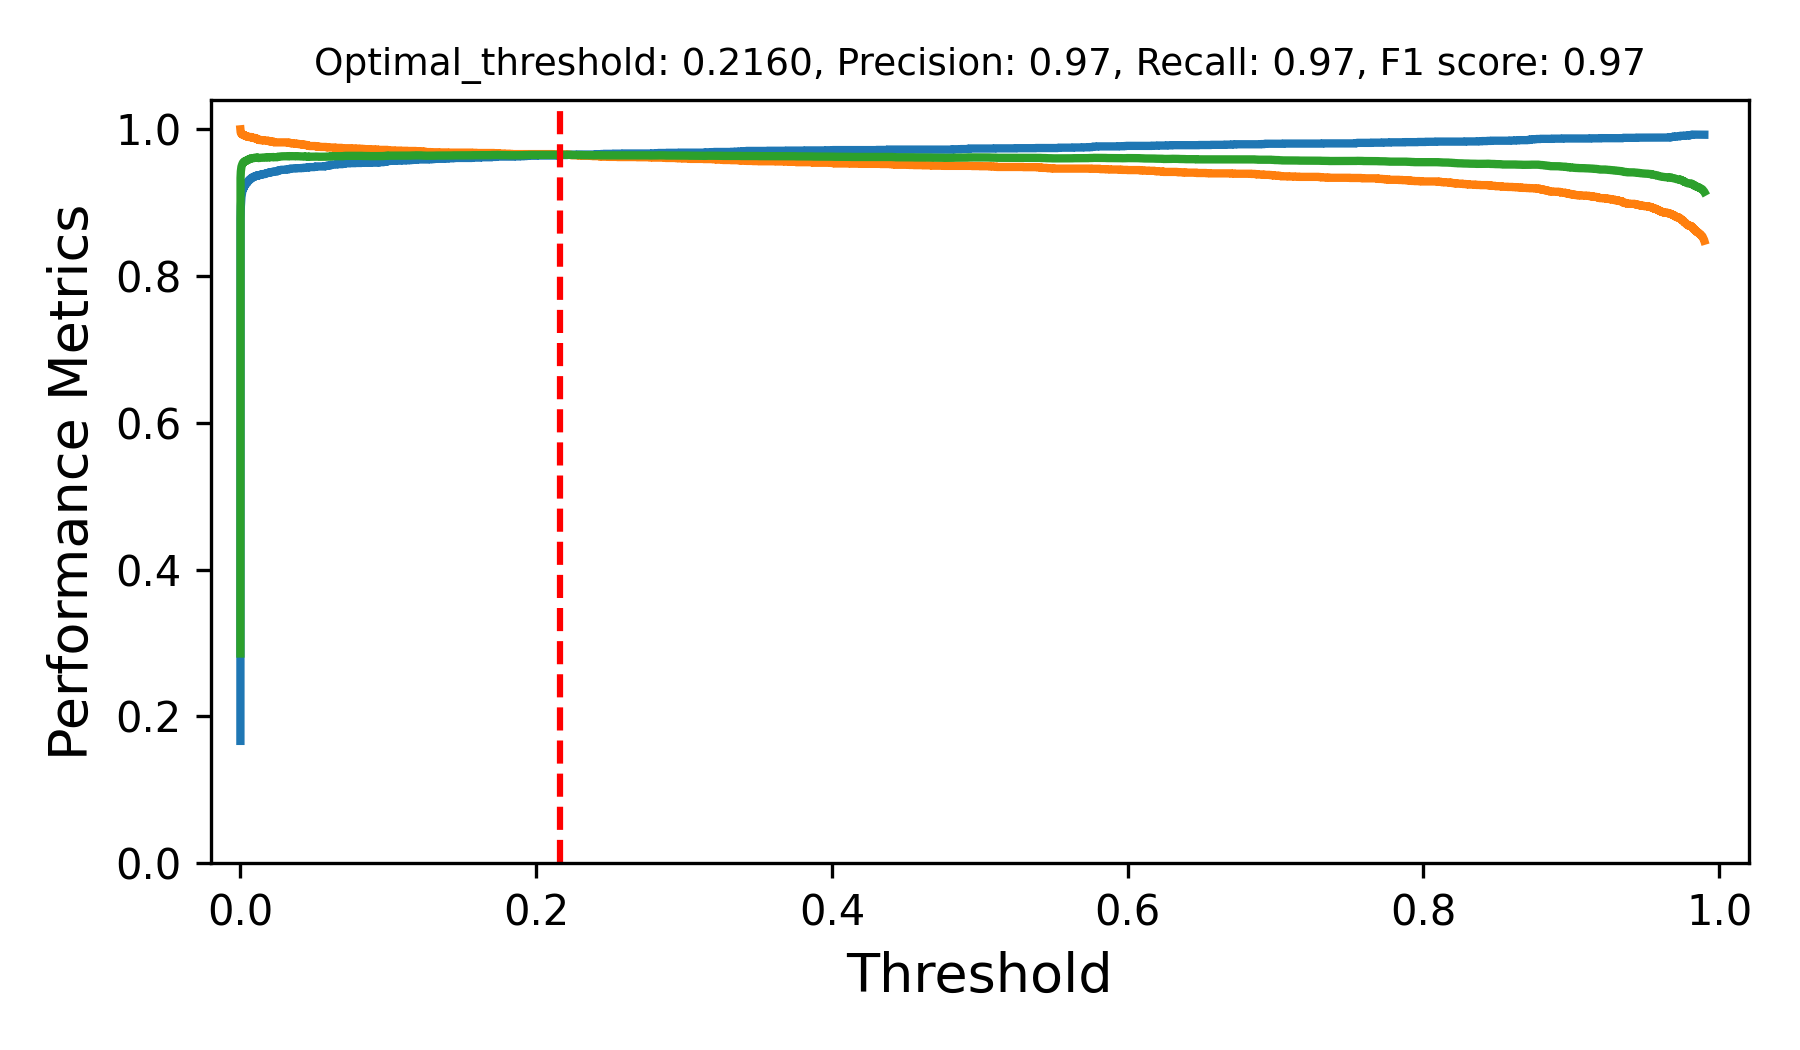 Optimal_threshold: 0.2160, Precision: 0.97, Recall: 0.97, F1 score: 0.97
1.0
0.8
0.6
0.4
0.2
0.0
Performance Metrics
0.0 0.2 0.4 0.6 0.8 1.0
Threshold